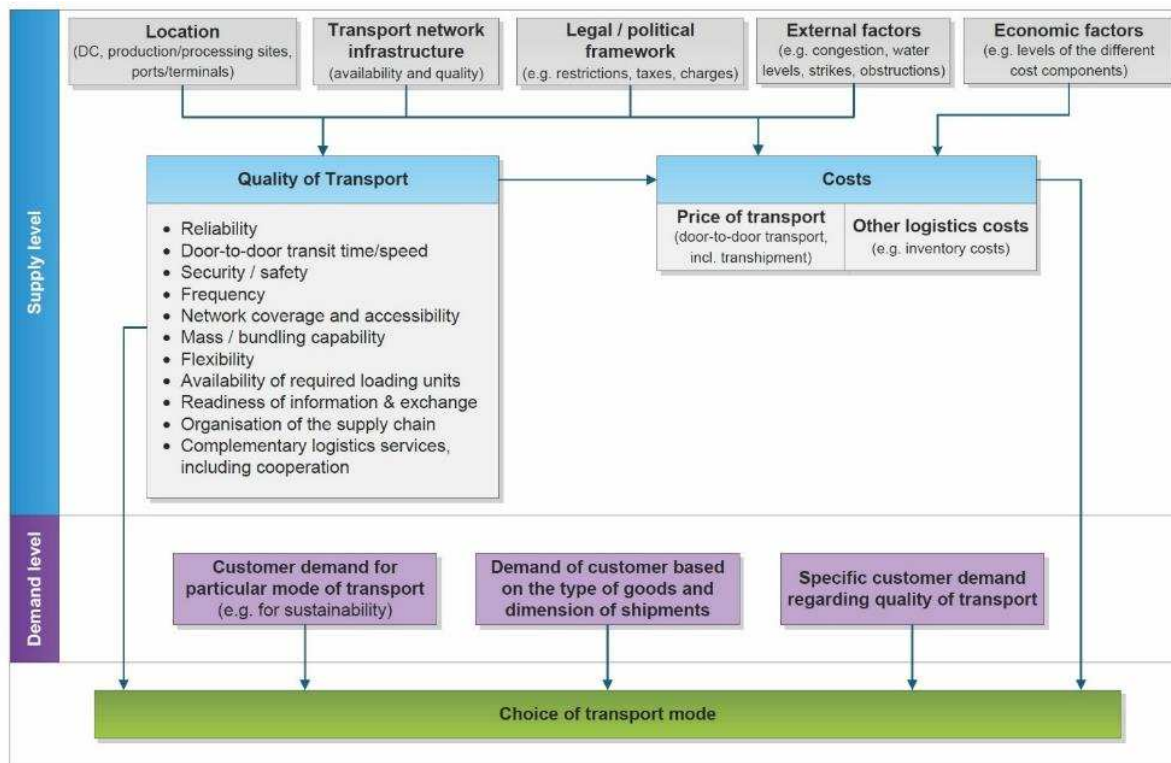 Supply level
Location
(DC, production/processing sites,
ports/terminals)
Transport network
infrastructure
(availability and quality)
Legal / political
framework
(e.g. restrictions, taxes, charges)
External factors
(e.g. congestion, water
levels, strikes, obstructions)
Economic factors
(e.g. levels of the different
cost components)
Quality of Transport
• Reliability
• Door-to-door transit time/speed
• Security / safety
• Frequency
• Network coverage and accessibility
• Mass / bundling capability
• Flexibility
• Availability of required loading units
• Readiness of information & exchange
• Organisation of the supply chain
• Complementary logistics services,
including cooperation
Costs
Price of transport
(door-to-door transport,
incl. transhipment)
Other logistics costs
(e.g. inventory costs)
Demand level
Customer demand for
particular mode of transport
(e.g. for sustainability)
Demand of customer based
on the type of goods and
dimension of shipments
Specific customer demand
regarding quality of transport
Choice of transport mode